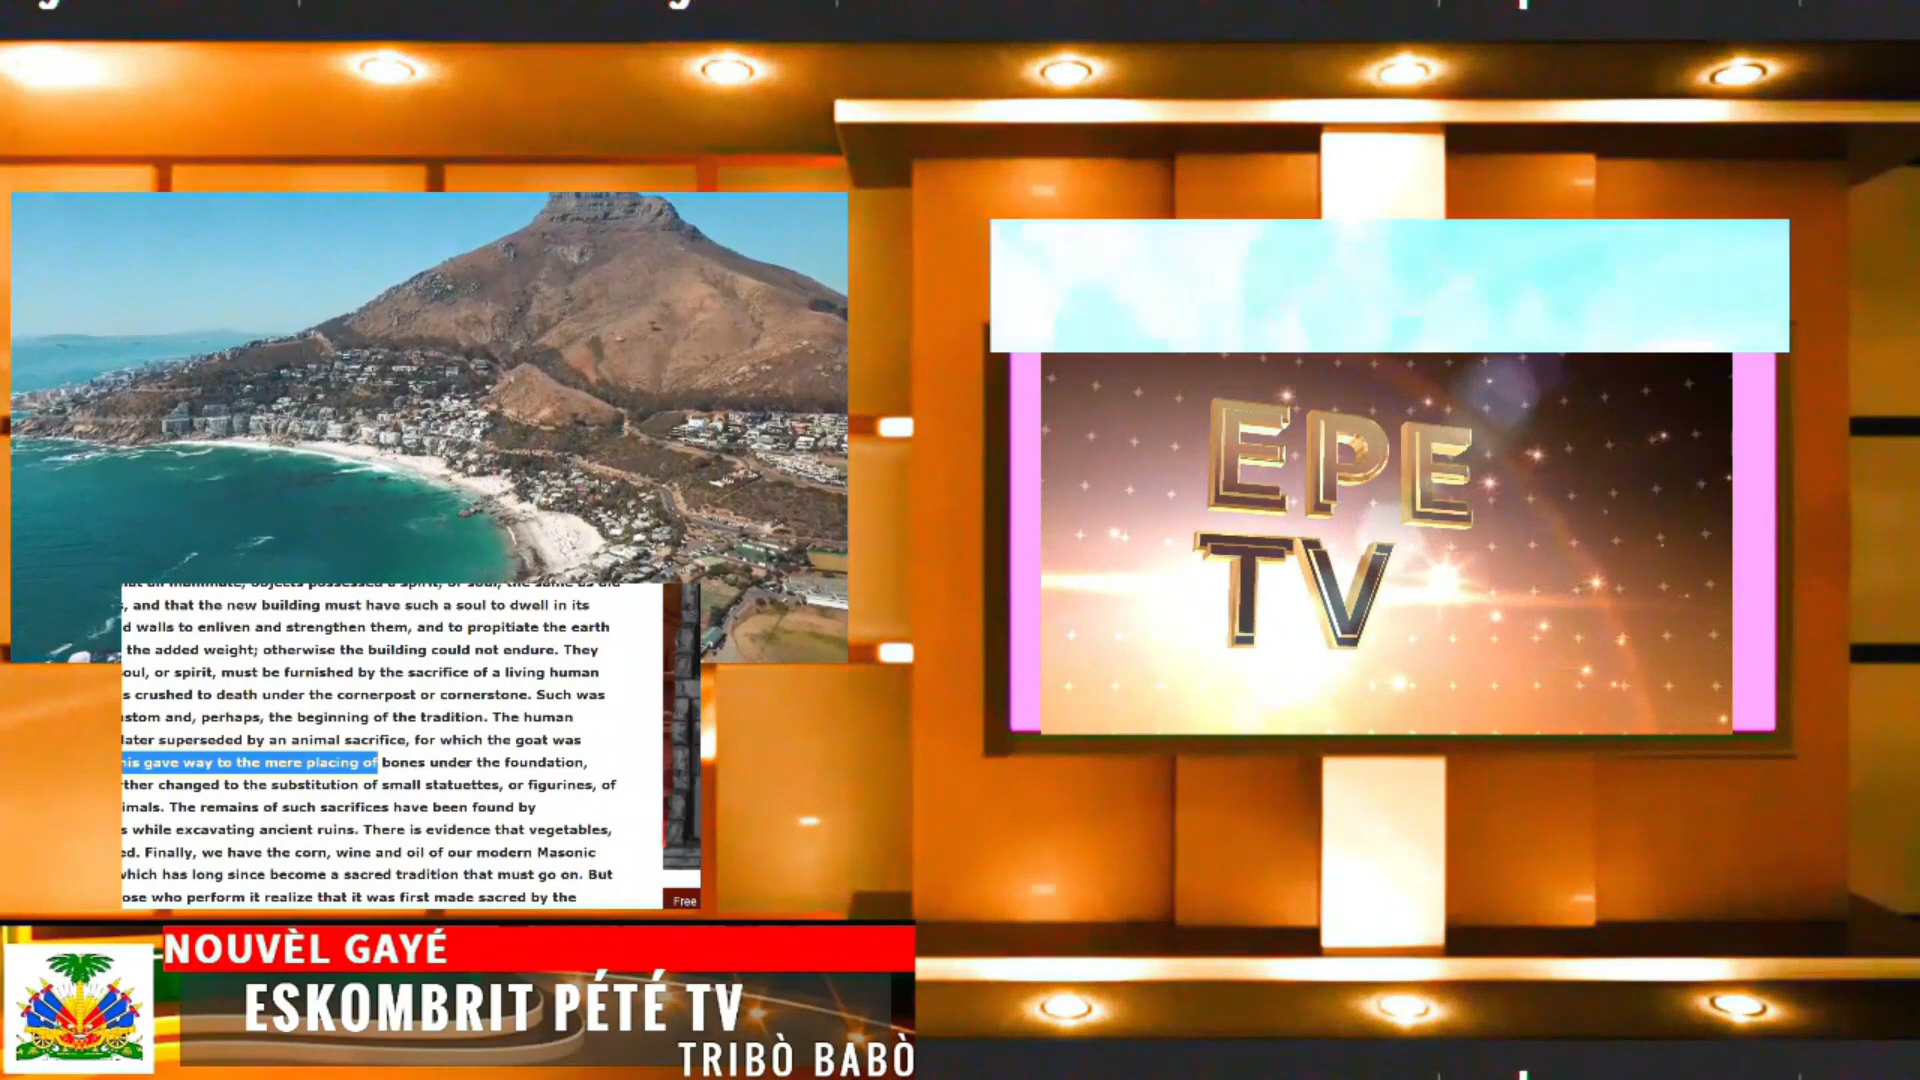 EPE
TV
, and that the new building must have such a soul to dwell in its
d walls to enliven and strengthen them, and to propitiate the earth
the added weight; otherwise the building could not endure. They
oul, or spirit, must be furnished by the sacrifice of a living human
s crushed to death under the cornerpost or cornerstone. Such was
stom and, perhaps, the beginning of the tradition. The human
later superseded by an animal sacrifice, for which the goat was
his gave way to the mere placing of bones under the foundation,
ther changed to the substitution of small statuettes, or figurines, of
imals. The remains of such sacrifices have been found by
s while excavating ancient ruins. There is evidence that vegetables,
ed. Finally, we have the corn, wine and oil of our modern Masonic
which has long since become a sacred tradition that must go on. But
ose who perform it realize that it was first made sacred by the
Free
NOUVÈL GAYÉ
ESKOMBRIT PÉTÉ TV
TRIBÒ BABÒ